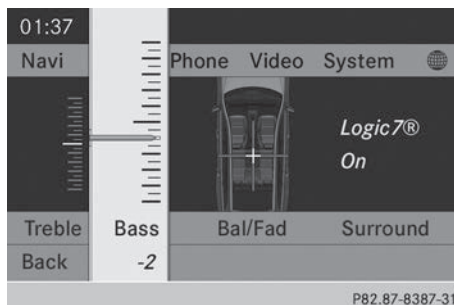 01:37
Navi Phone Video System
Logic7®
On
Treble Bass Bal/Fad Surround
Back -2
P82.87-8387-31